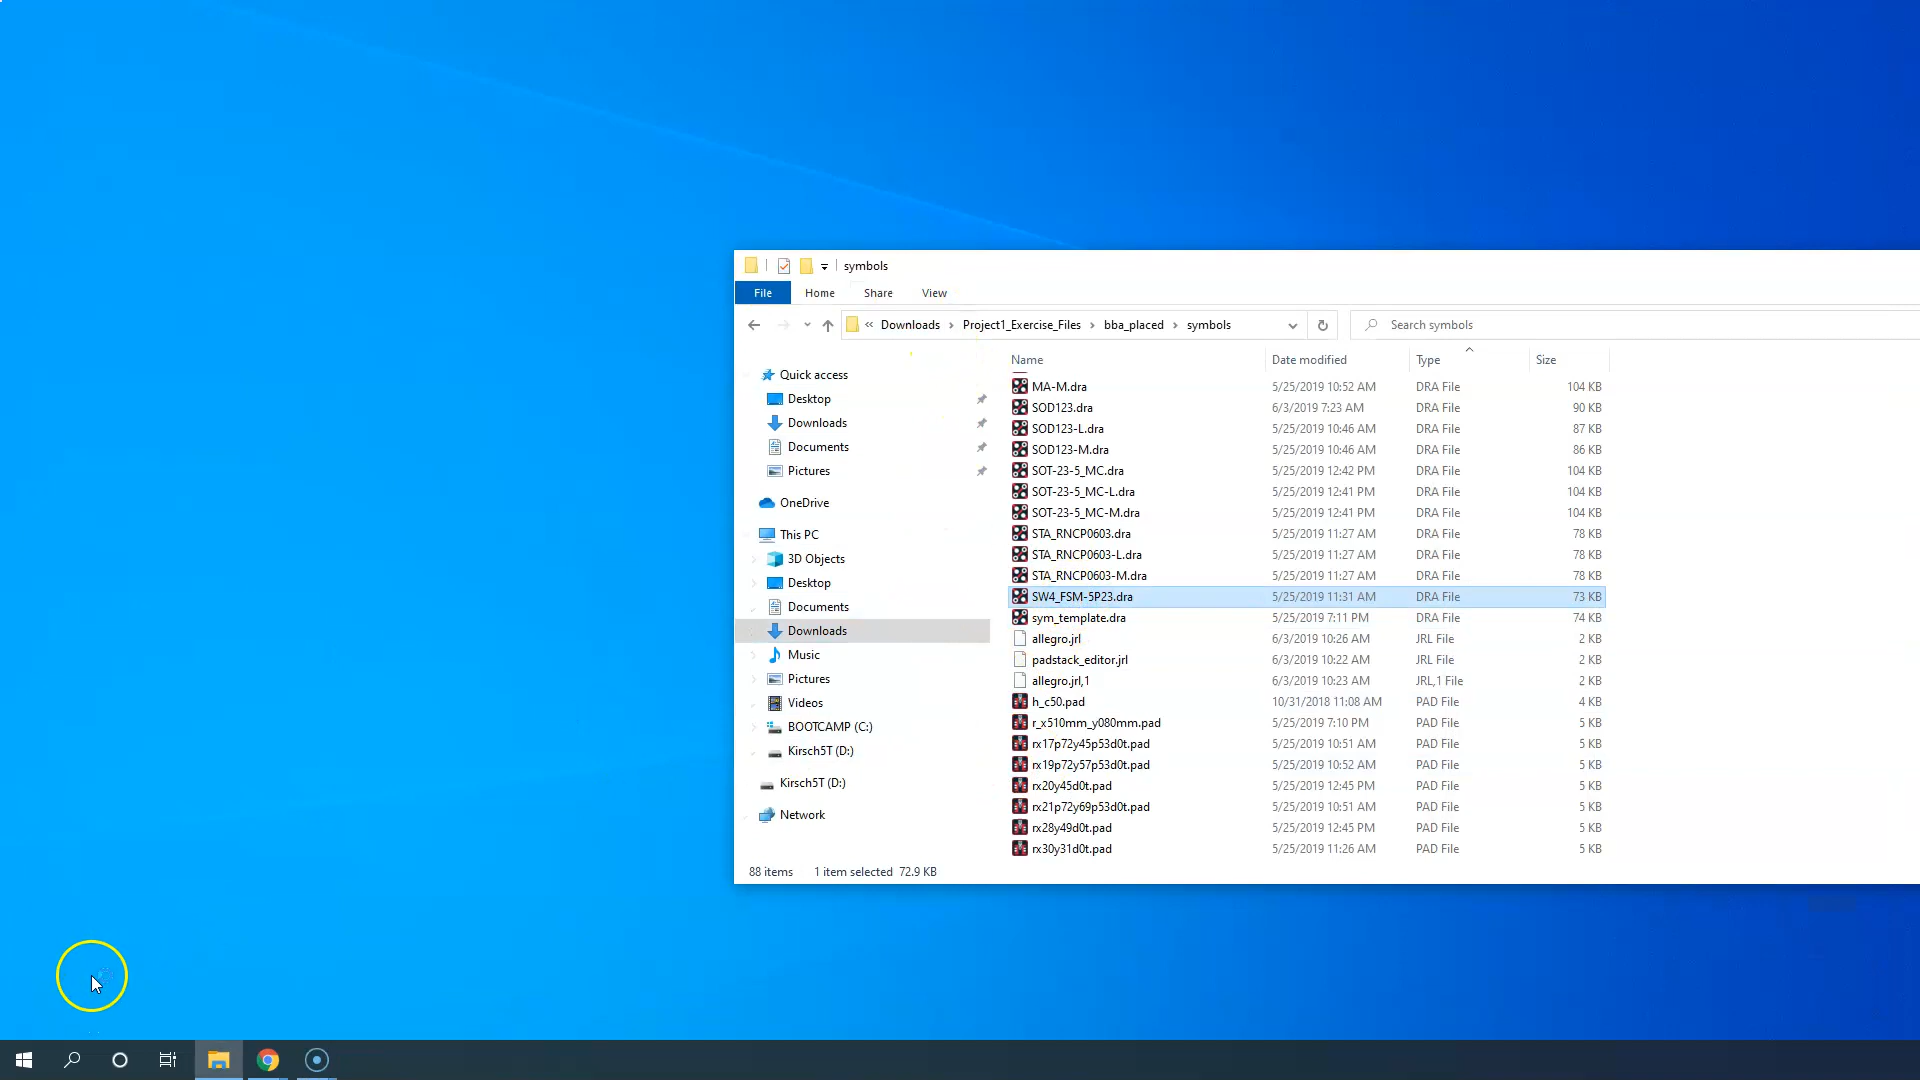 symbols
File Home Share View
« Downloads › Project1_Exercise_Files › bba_placed › symbols
Search symbols
Name Date modified Type Size
Quick access
Desktop
Downloads
Documents
Pictures
OneDrive
This PC
3D Objects
Desktop
Documents
Downloads
Music
Pictures
Videos
BOOTCAMP (C:)
Kirsch5T (D:)
Kirsch5T (D:)
Network
MA-M.dra 5/25/2019 10:52 AM DRA File 104 KB
SOD123.dra 6/3/2019 7:23 AM DRA File 90 KB
SOD123-L.dra 5/25/2019 10:46 AM DRA File 87 KB
SOD123-M.dra 5/25/2019 10:46 AM DRA File 86 KB
SOT-23-5_MC.dra 5/25/2019 12:42 PM DRA File 104 KB
SOT-23-5_MC-L.dra 5/25/2019 12:41 PM DRA File 104 KB
SOT-23-5_MC-M.dra 5/25/2019 12:41 PM DRA File 104 KB
STA_RNCP0603.dra 5/25/2019 11:27 AM DRA File 78 KB
STA_RNCP0603-L.dra 5/25/2019 11:27 AM DRA File 78 KB
STA_RNCP0603-M.dra 5/25/2019 11:27 AM DRA File 78 KB
SW4_FSM-5P23.dra 5/25/2019 11:31 AM DRA File 73 KB
sym_template.dra 5/25/2019 7:11 PM DRA File 74 KB
allegro.jrl 6/3/2019 10:26 AM JRL File 2 KB
padstack_editor.jrl 6/3/2019 10:22 AM JRL File 2 KB
allegro.jrl,1 6/3/2019 10:23 AM JRL,1 File 2 KB
h_c50.pad 10/31/2018 11:08 AM PAD File 4 KB
r_x510mm_y080mm.pad 5/25/2019 7:10 PM PAD File 5 KB
rx17p72y45p53d0t.pad 5/25/2019 10:51 AM PAD File 5 KB
rx19p72y57p53d0t.pad 5/25/2019 10:52 AM PAD File 5 KB
rx20y45d0t.pad 5/25/2019 12:45 PM PAD File 5 KB
rx21p72y69p53d0t.pad 5/25/2019 10:51 AM PAD File 5 KB
rx28y49d0t.pad 5/25/2019 12:45 PM PAD File 5 KB
rx30y31d0t.pad 5/25/2019 11:26 AM PAD File 5 KB
88 items 1 item selected 72.9 KB